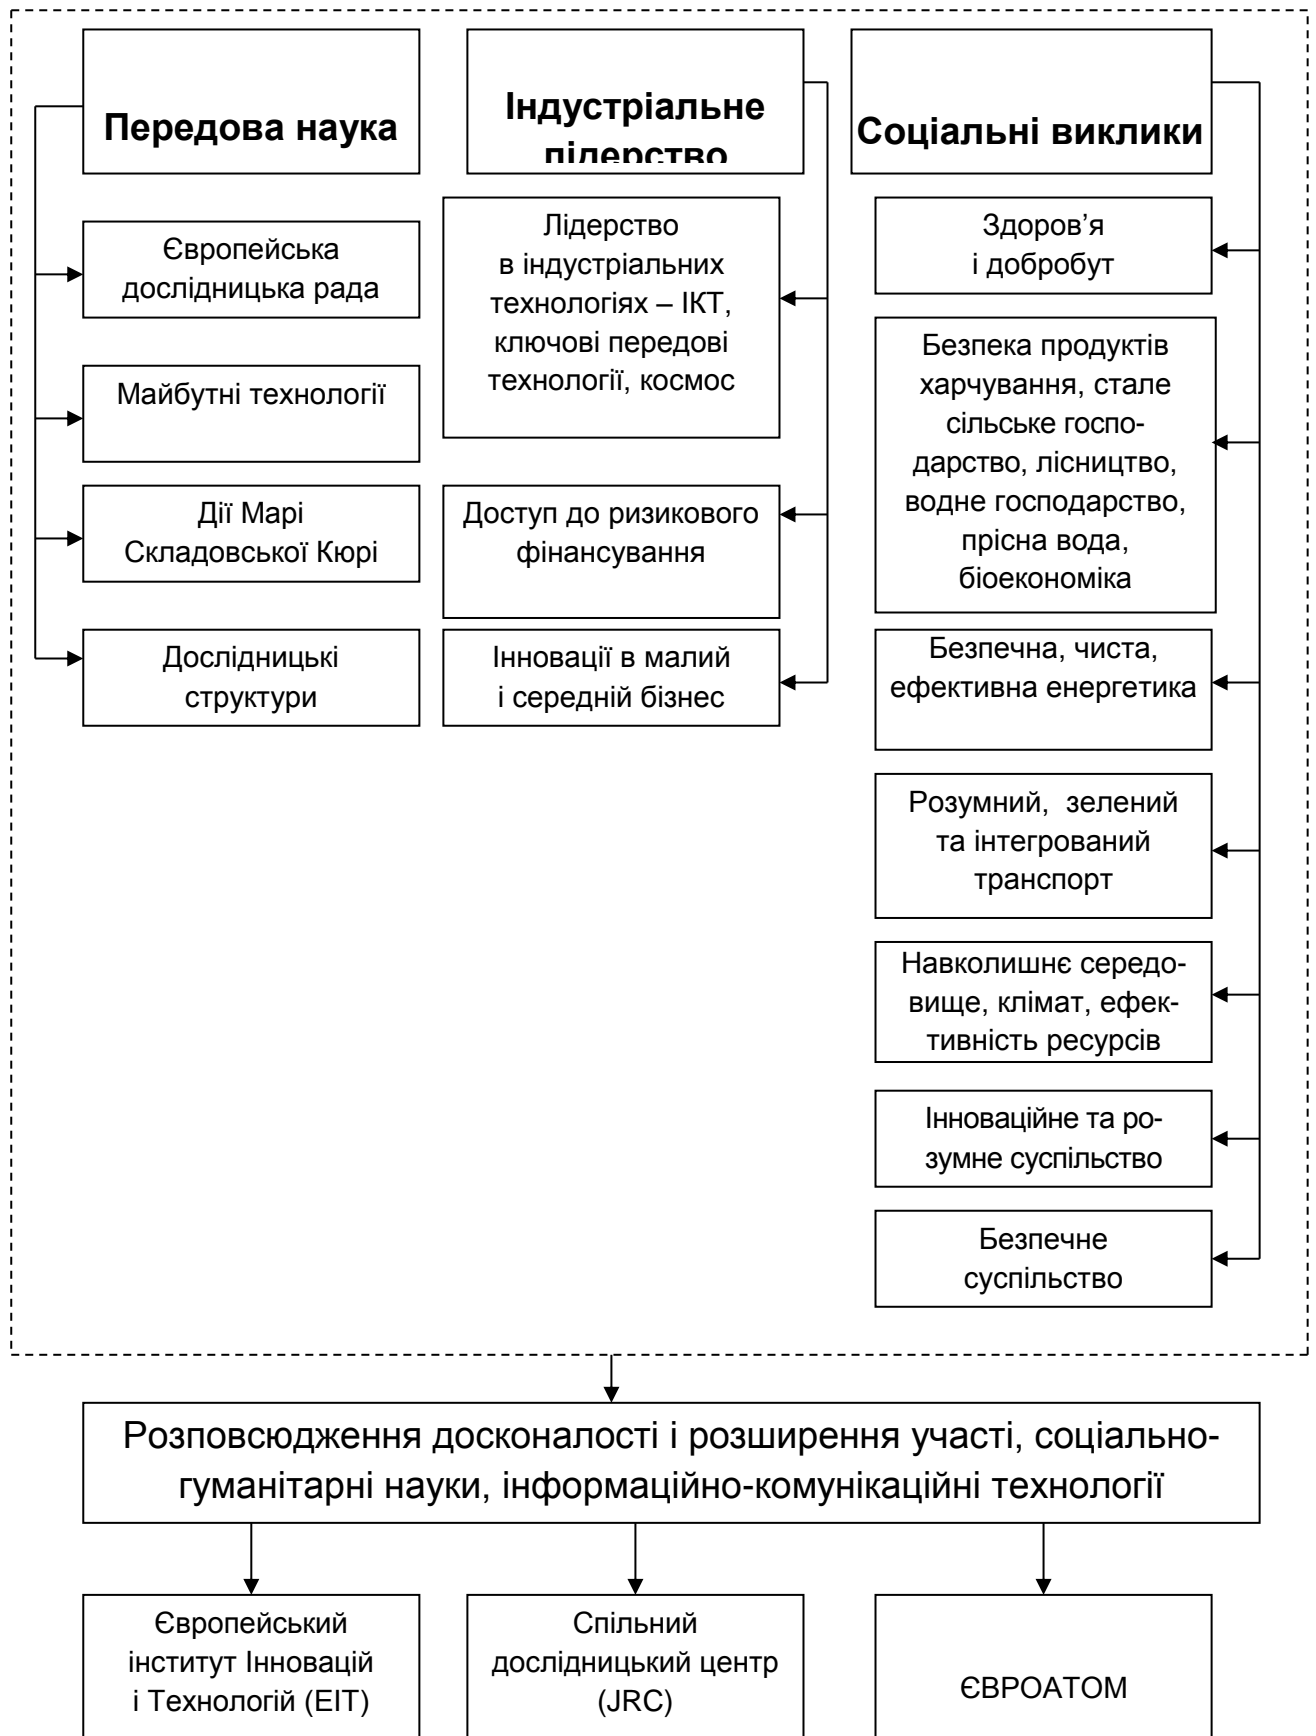 Передова наука
Індустріальне
лідерство
Соціальні виклики
Європейська
дослідницька рада
Майбутні технології
Дії Марі
Складовської Кюрі
Дослідницькі
структури
Лідерство
в індустріальних
технологіях – ІКТ,
ключові передові
технології, космос
Доступ до ризикового
фінансування
Інновації в малий
і середній бізнес
Здоров’я
і добробут
Безпека продуктів
харчування, стале
сільське госпо-
дарство, лісництво,
водне господарство,
прісна вода,
біоекономіка
Безпечна, чиста,
ефективна енергетика
Розумний, зелений
та інтегрований
транспорт
Навколишнє середо-
вище, клімат, ефек-
тивність ресурсів
Інноваційне та ро-
зумне суспільство
Безпечне
суспільство
Розповсюдження досконалості і розширення участі, соціально-
гуманітарні науки, інформаційно-комунікаційні технології
Європейський
інститут Інновацій
і Технологій (ЕІТ)
Спільний
дослідницький центр
(JRC)
ЄВРОАТОМ